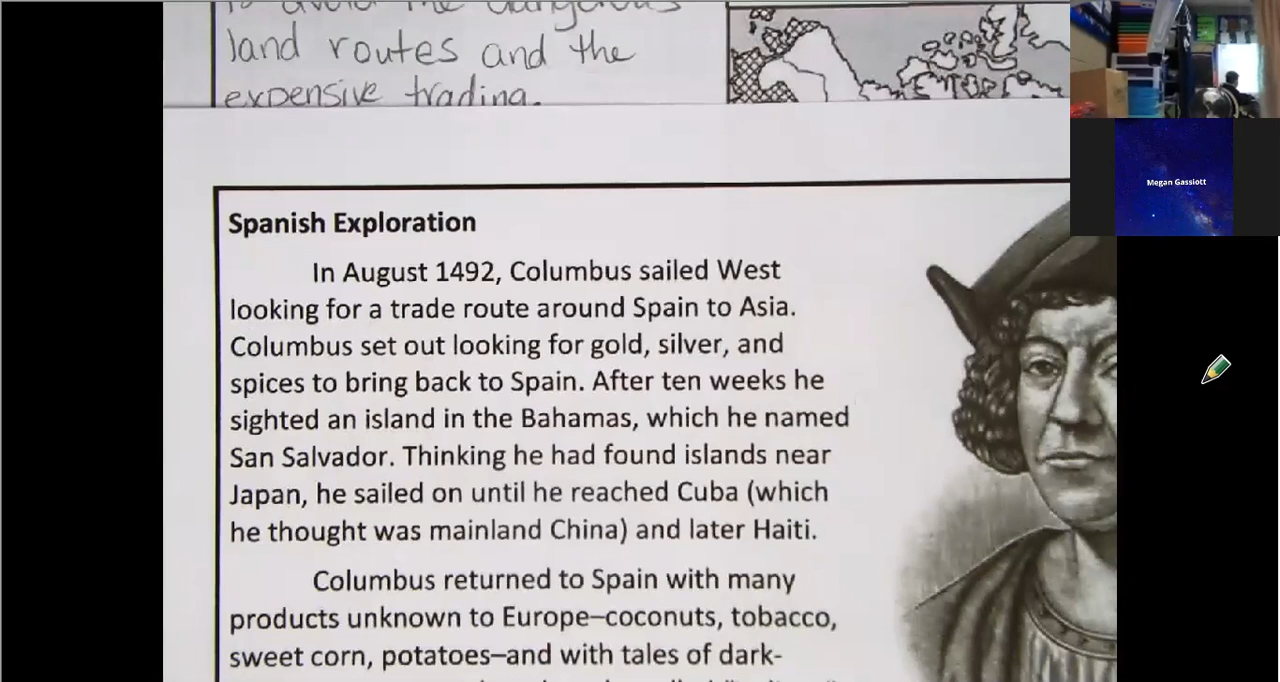 to avoid the dangerous
land routes and the
expensive trading.
Megan Gassiott
Spanish Exploration
In August 1492, Columbus sailed West
looking for a trade route around Spain to Asia.
Columbus set out looking for gold, silver, and
spices to bring back to Spain. After ten weeks he
sighted an island in the Bahamas, which he named
San Salvador. Thinking he had found islands near
Japan, he sailed on until he reached Cuba (which
he thought was mainland China) and later Haiti.
Columbus returned to Spain with many
products unknown to Europe–coconuts, tobacco,
sweet corn, potatoes–and with tales of dark-